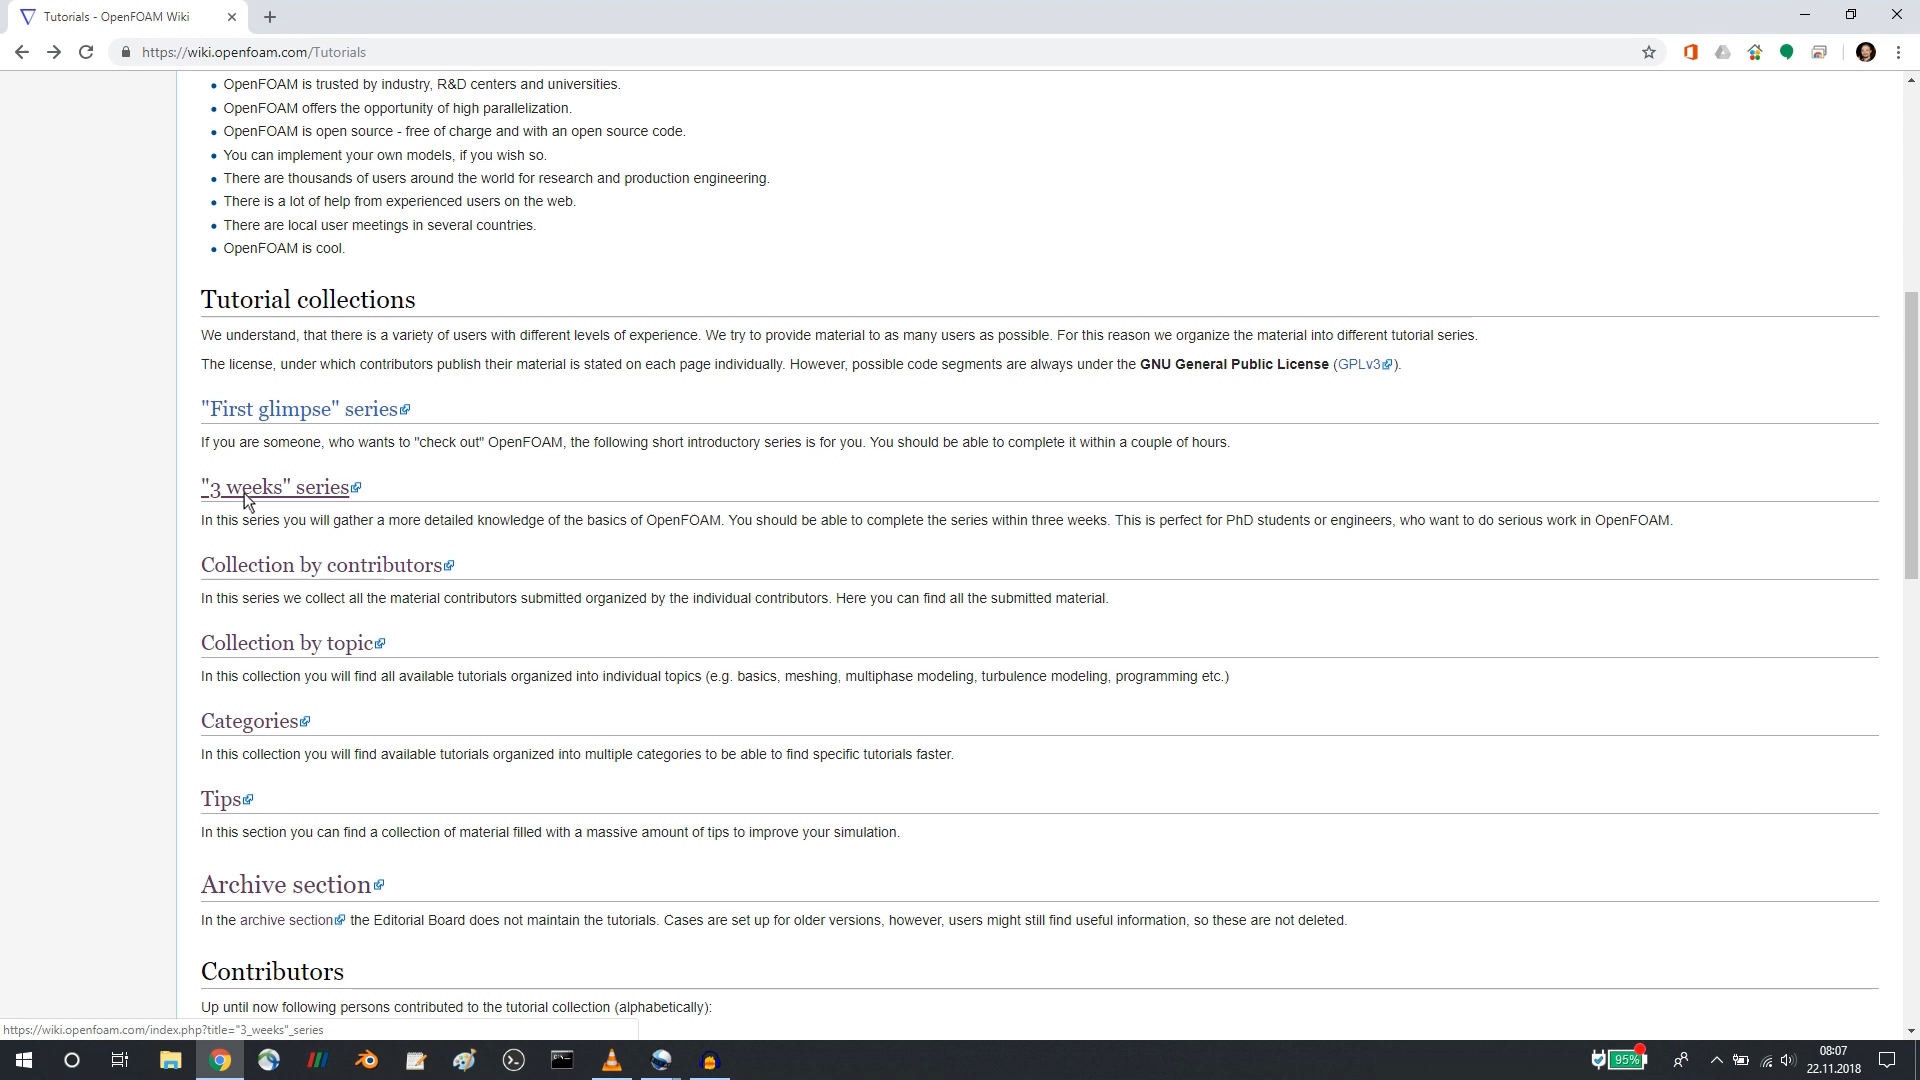 Tutorials - OpenFOAM Wiki
https://wiki.openfoam.com/Tutorials
OpenFOAM is trusted by industry, R&D centers and universities.
OpenFOAM offers the opportunity of high parallelization.
OpenFOAM is open source - free of charge and with an open source code.
You can implement your own models, if you wish so.
There are thousands of users around the world for research and production engineering.
There is a lot of help from experienced users on the web.
There are local user meetings in several countries.
OpenFOAM is cool.
Tutorial collections
We understand, that there is a variety of users with different levels of experience. We try to provide material to as many users as possible. For this reason we organize the material into different tutorial series.
The license, under which contributors publish their material is stated on each page individually. However, possible code segments are always under the GNU General Public License (GPLv3).
"First glimpse" series
If you are someone, who wants to "check out" OpenFOAM, the following short introductory series is for you. You should be able to complete it within a couple of hours.
"3 weeks" series
In this series you will gather a more detailed knowledge of the basics of OpenFOAM. You should be able to complete the series within three weeks. This is perfect for PhD students or engineers, who want to do serious work in OpenFOAM.
Collection by contributors
In this series we collect all the material contributors submitted organized by the individual contributors. Here you can find all the submitted material.
Collection by topic
In this collection you will find all available tutorials organized into individual topics (e.g. basics, meshing, multiphase modeling, turbulence modeling, programming etc.)
Categories
In this collection you will find available tutorials organized into multiple categories to be able to find specific tutorials faster.
Tips
In this section you can find a collection of material filled with a massive amount of tips to improve your simulation.
Archive section
In the archive section the Editorial Board does not maintain the tutorials. Cases are set up for older versions, however, users might still find useful information, so these are not deleted.
Contributors
Up until now following persons contributed to the tutorial collection (alphabetically):
https://wiki.openfoam.com/index.php?title="3_weeks"_series
95%
08:07
22.11.2018